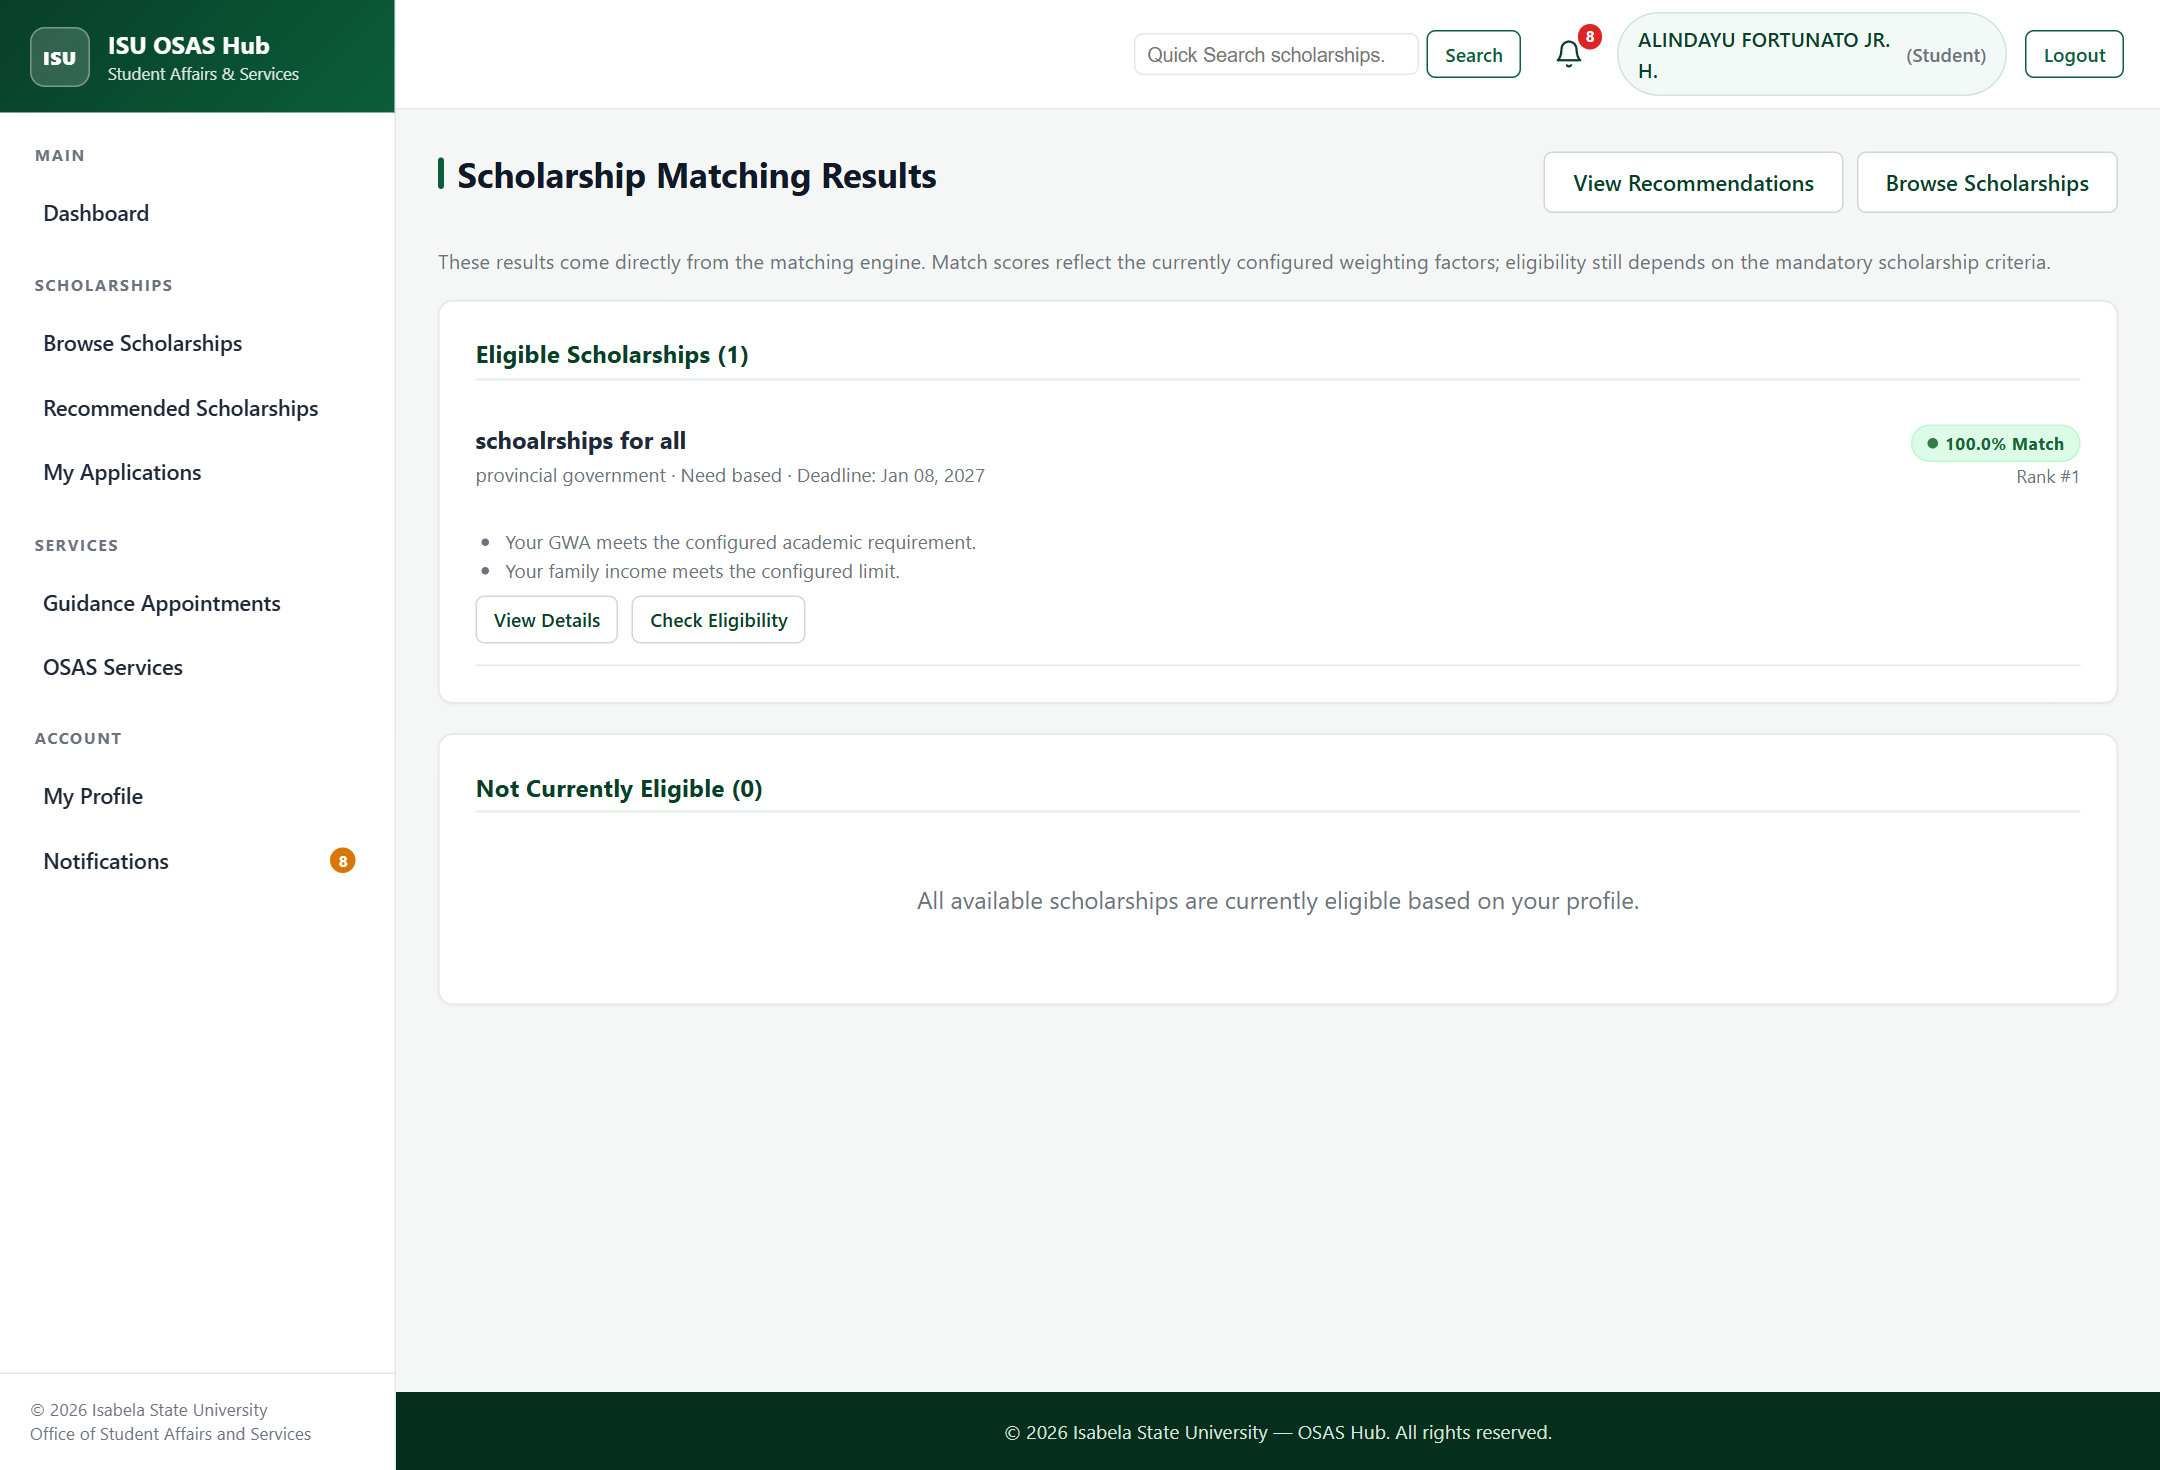 ISU
ISU OSAS Hub
Student Affairs & Services
Quick Search scholarships.
Search
8
ALINDAYU FORTUNATO JR. H.
(Student)
Logout
MAIN
Dashboard
SCHOLARSHIPS
Browse Scholarships
Recommended Scholarships
My Applications
SERVICES
Guidance Appointments
OSAS Services
ACCOUNT
My Profile
Notifications
8
© 2026 Isabela State University
Office of Student Affairs and Services
Scholarship Matching Results
View Recommendations
Browse Scholarships
These results come directly from the matching engine. Match scores reflect the currently configured weighting factors; eligibility still depends on the mandatory scholarship criteria.
Eligible Scholarships (1)
schoalrships for all
100.0% Match
provincial government · Need based · Deadline: Jan 08, 2027
Rank #1
• Your GWA meets the configured academic requirement.
• Your family income meets the configured limit.
View Details
Check Eligibility
Not Currently Eligible (0)
All available scholarships are currently eligible based on your profile.
© 2026 Isabela State University — OSAS Hub. All rights reserved.